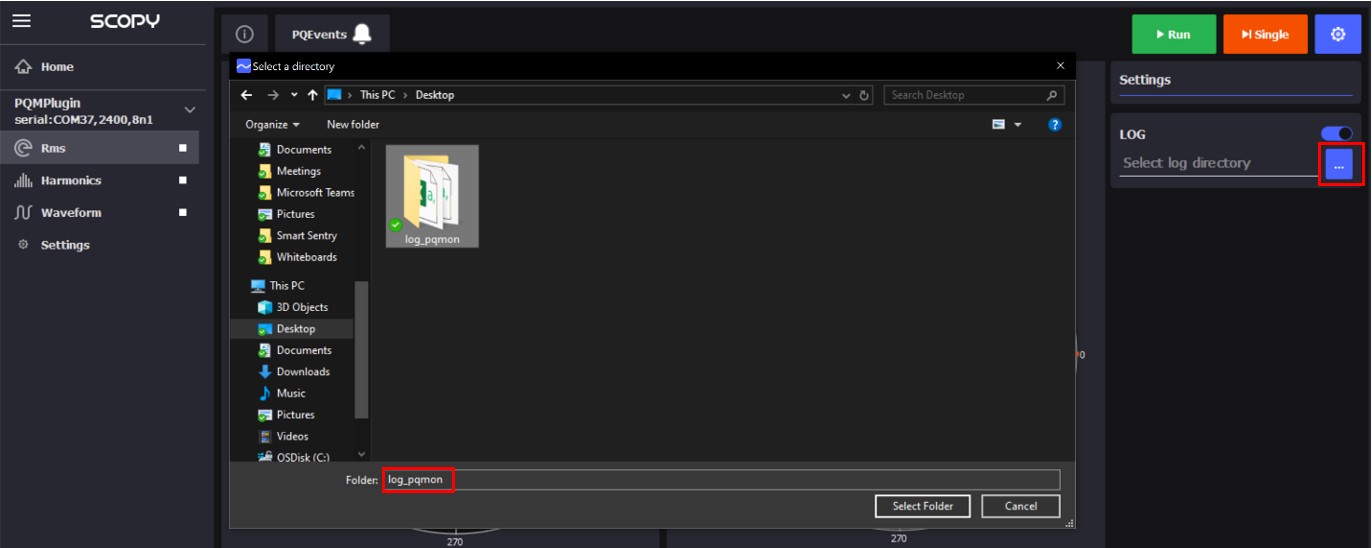 SCOPY
Home
PQMPlugin
serial:COM37,2400,8n1
Rms
Harmonics
Waveform
Settings
PQEvents
Run
Single
Select a directory
This PC > Desktop
Search Desktop
Organize
New folder
Documents
Meetings
Microsoft Teams
Pictures
Smart Sentry
Whiteboards
This PC
3D Objects
Desktop
Documents
Downloads
Music
Pictures
Videos
OSDisk (C:)
log_pqmon
Folder: log_pqmon
Select Folder
Cancel
Settings
LOG
Select log directory
...
0
270
270